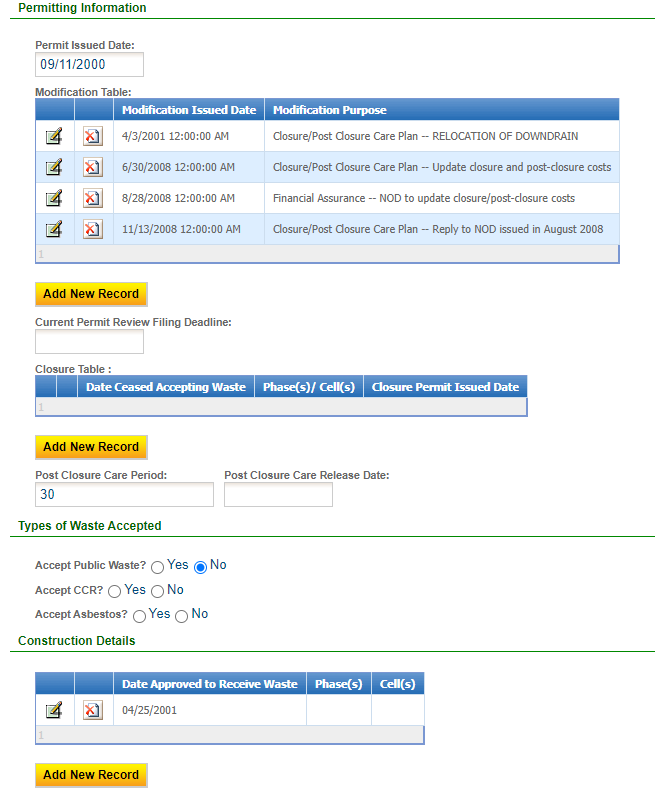 Permitting Information
Permit Issued Date:
09/11/2000
Modification Table:
Modification Issued Date Modification Purpose
4/3/2001 12:00:00 AM Closure/Post Closure Care Plan -- RELOCATION OF DOWNDRAIN
6/30/2008 12:00:00 AM Closure/Post Closure Care Plan -- Update closure and post-closure costs
8/28/2008 12:00:00 AM Financial Assurance -- NOD to update closure/post-closure costs
11/13/2008 12:00:00 AM Closure/Post Closure Care Plan -- Reply to NOD issued in August 2008
1
Add New Record
Current Permit Review Filing Deadline:
Closure Table :
Date Ceased Accepting Waste Phase(s)/ Cell(s) Closure Permit Issued Date
1
Add New Record
Post Closure Care Period: Post Closure Care Release Date:
30
Types of Waste Accepted
Accept Public Waste? Yes No
Accept CCR? Yes No
Accept Asbestos? Yes No
Construction Details
Date Approved to Receive Waste Phase(s) Cell(s)
04/25/2001
1
Add New Record